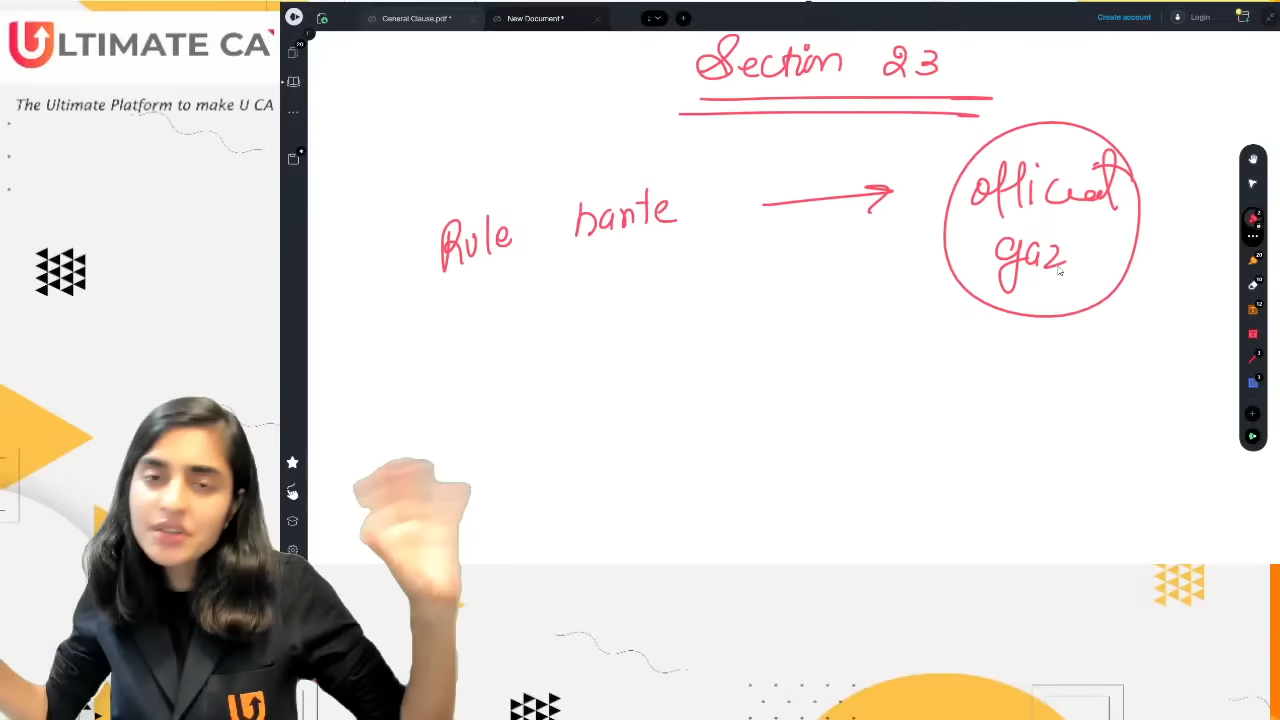 ULTIMATE CA
The Ultimate Platform to make U CA
General Clause.pdf *
New Document*
Create account
Login
Section 23
Rule bante
official
gaz